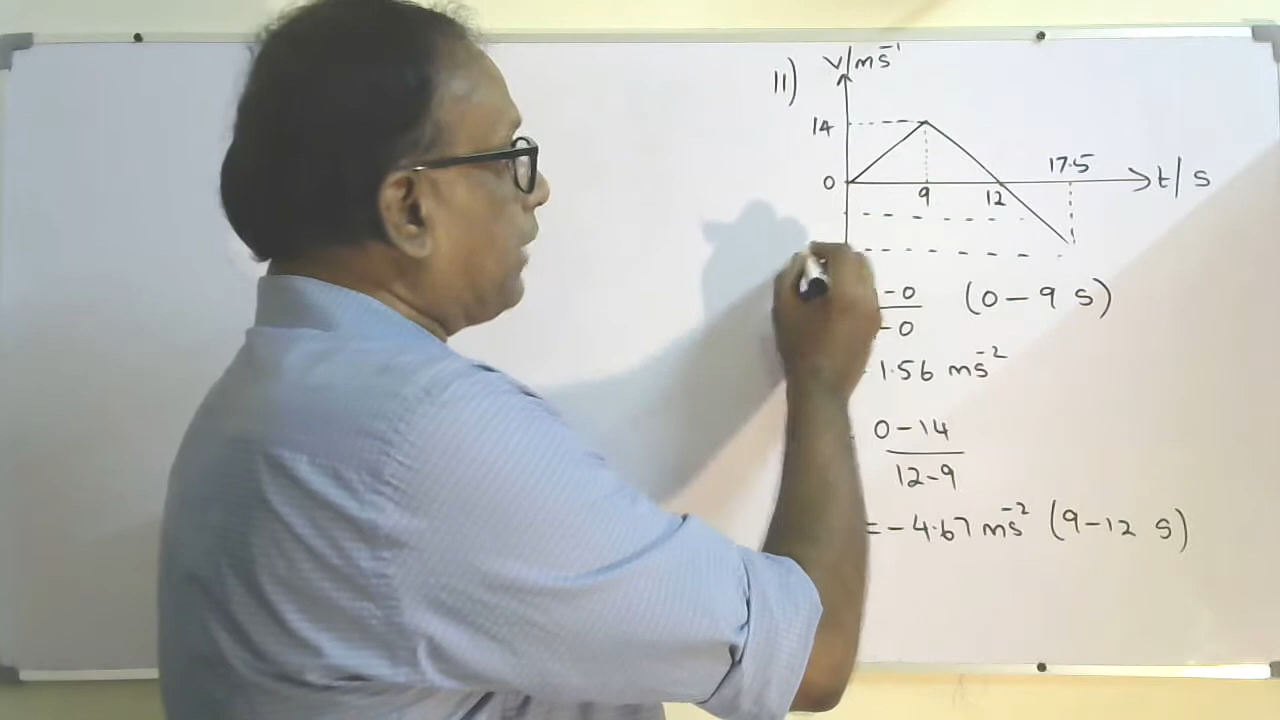 11) v/ms⁻¹
14
17.5
0 t/s
9 12
-0 (0-9 s)
-0
1.56 ms⁻²
0-14
12-9
= -4.67 ms⁻² (9-12 s)